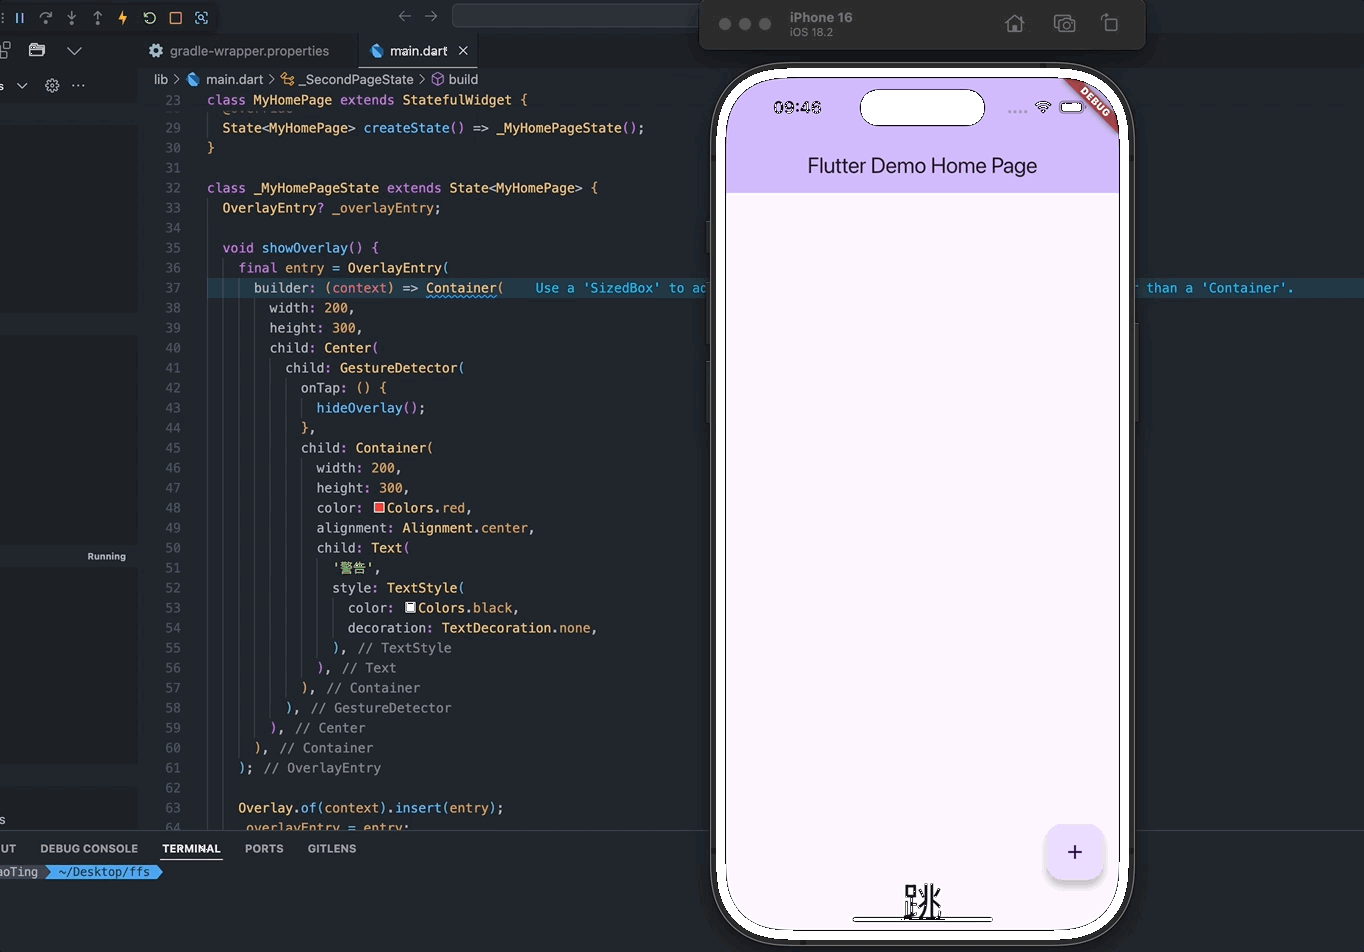 gradle-wrapper.properties
main.dart
lib > main.dart > _SecondPageState > build
23 class MyHomePage extends StatefulWidget {
29 State<MyHomePage> createState() => _MyHomePageState();
30 }
31
32 class _MyHomePageState extends State<MyHomePage> {
33 OverlayEntry? _overlayEntry;
34
35 void showOverlay() {
36 final entry = OverlayEntry(
37 builder: (context) => Container( Use a 'SizedBox' to than a 'Container'.
38 width: 200,
39 height: 300,
40 child: Center(
41 child: GestureDetector(
42 onTap: () {
43 hideOverlay();
44 },
45 child: Container(
46 width: 200,
47 height: 300,
48 color: Colors.red,
49 alignment: Alignment.center,
50 child: Text(
51 '警告',
52 style: TextStyle(
53 color: Colors.black,
54 decoration: TextDecoration.none,
55 ), // TextStyle
56 ), // Text
57 ), // Container
58 ), // GestureDetector
59 ), // Center
60 ), // Container
61 ); // OverlayEntry
62
63 Overlay.of(context).insert(entry);
64 _overlayEntry = entry;
Running
UT DEBUG CONSOLE TERMINAL PORTS GITLENS
aoTing ~/Desktop/ffs
iPhone 16
iOS 18.2
09:46
DEBUG
Flutter Demo Home Page
+
跳